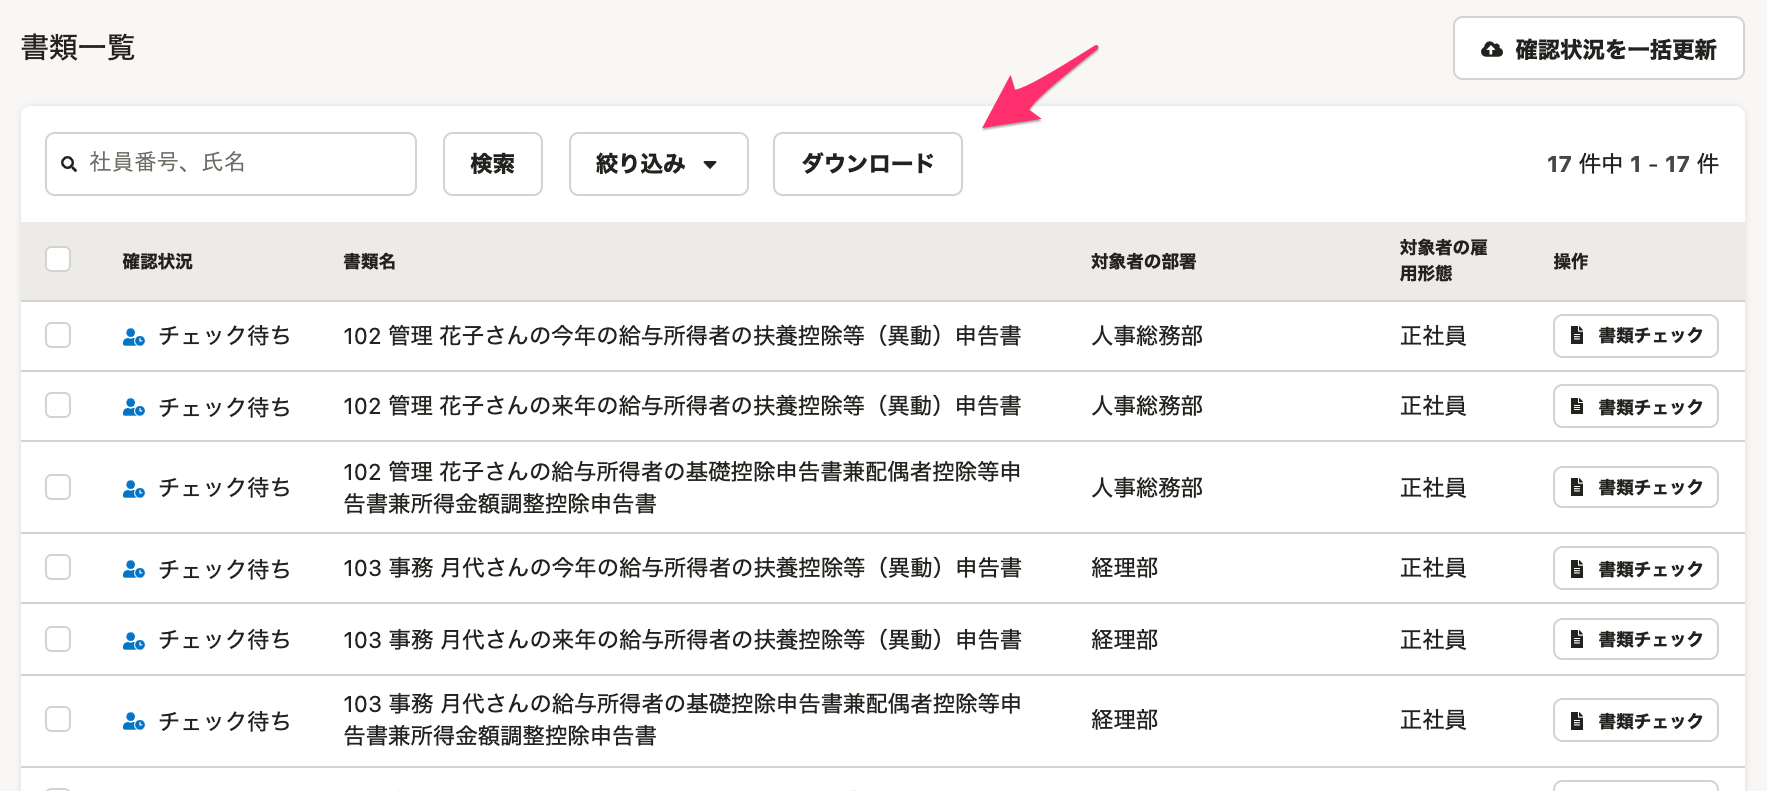 書類一覧
確認状況を一括更新
社員番号、氏名
検索
絞り込み
ダウンロード
17 件中 1 - 17 件
確認状況
書類名
対象者の部署
対象者の雇
用形態
操作
チェック待ち
102 管理 花子さんの今年の給与所得者の扶養控除等（異動）申告書
人事総務部
正社員
書類チェック
チェック待ち
102 管理 花子さんの来年の給与所得者の扶養控除等（異動）申告書
人事総務部
正社員
書類チェック
チェック待ち
102 管理 花子さんの給与所得者の基礎控除申告書兼配偶者控除等申
告書兼所得金額調整控除申告書
人事総務部
正社員
書類チェック
チェック待ち
103 事務 月代さんの今年の給与所得者の扶養控除等（異動）申告書
経理部
正社員
書類チェック
チェック待ち
103 事務 月代さんの来年の給与所得者の扶養控除等（異動）申告書
経理部
正社員
書類チェック
チェック待ち
103 事務 月代さんの給与所得者の基礎控除申告書兼配偶者控除等申
告書兼所得金額調整控除申告書
経理部
正社員
書類チェック